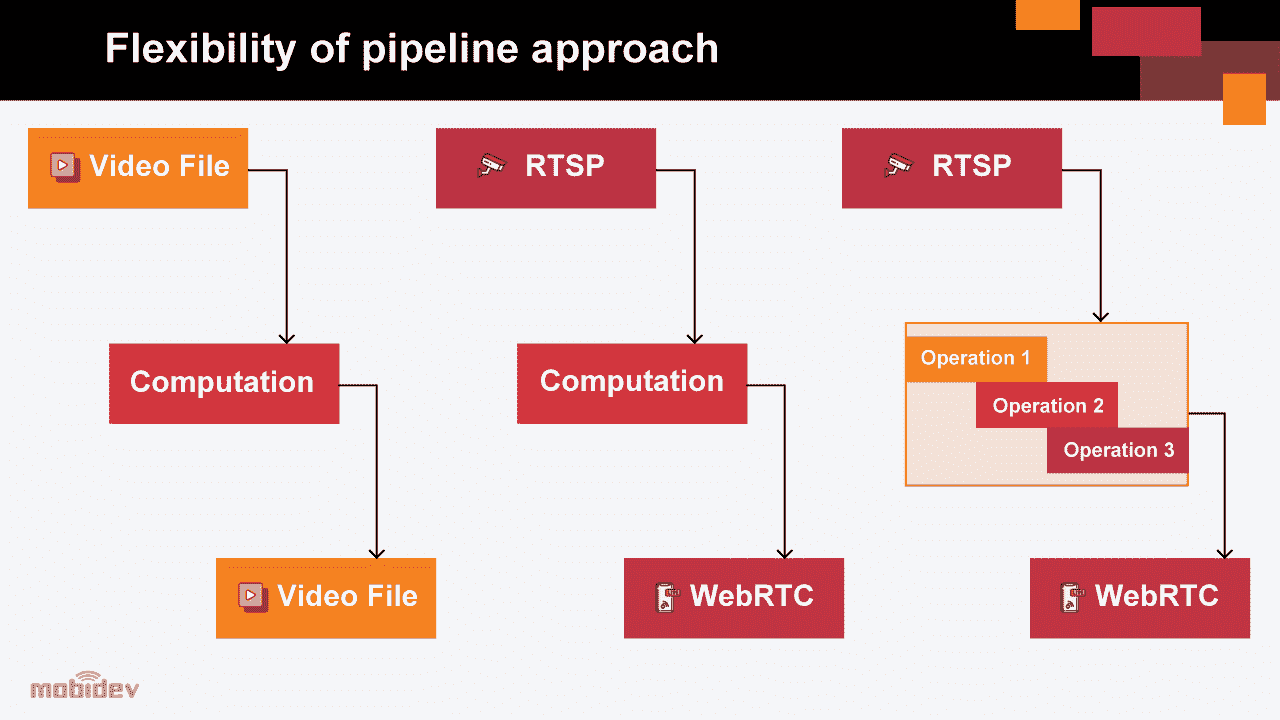 Flexibility of pipeline approach
Video File
Computation
Video File
RTSP
Computation
WebRTC
RTSP
Operation 1
Operation 2
Operation 3
WebRTC
mobidev